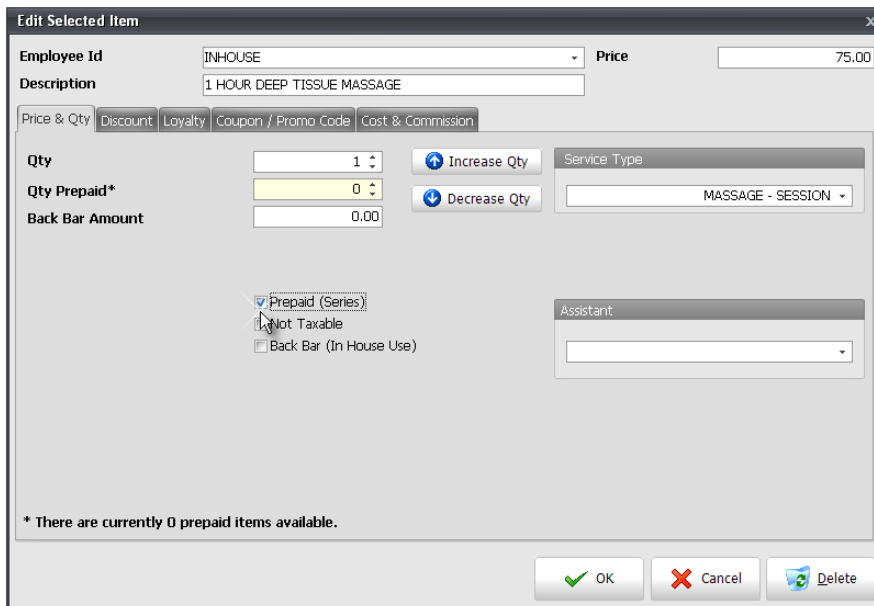 Edit Selected Item x
Employee Id INHOUSE Price 75.00
Description 1 HOUR DEEP TISSUE MASSAGE
Price & Qty Discount Loyalty Coupon / Promo Code Cost & Commission
Qty 1 Increase Qty Service Type
Qty Prepaid* 0 Decrease Qty MASSAGE - SESSION
Back Bar Amount 0.00
Prepaid (Series)
Not Taxable Assistant
Back Bar (In House Use)
* There are currently 0 prepaid items available.
OK Cancel Delete